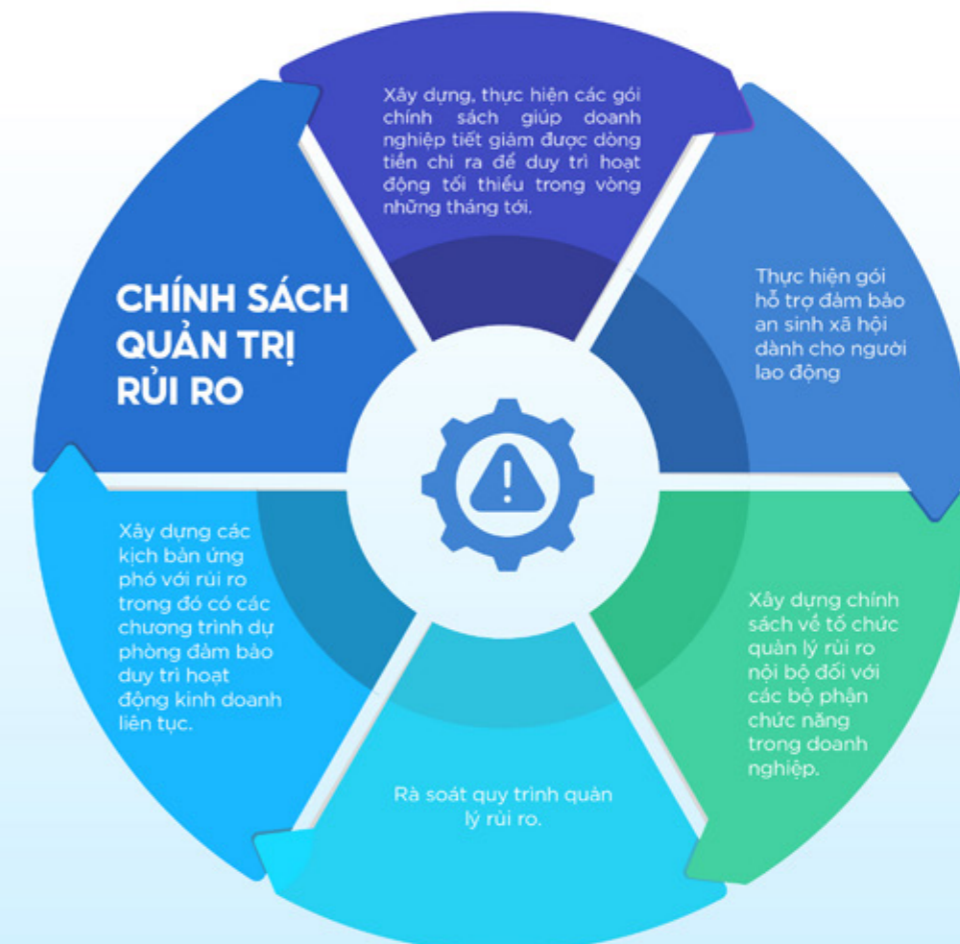 CHÍNH SÁCH
QUẢN TRỊ
RỦI RO
Xây dựng, thực hiện các gói
chính sách giúp doanh
nghiệp tiết giảm được dòng
tiền chi ra để duy trì hoạt
động tối thiểu trong vòng
những tháng tới.
Thực hiện gói
hỗ trợ đảm bảo
an sinh xã hội
dành cho người
lao động
Xây dựng chính
sách về tổ chức
quản lý rủi ro
nội bộ đối với
các bộ phận
chức năng
trong doanh
nghiệp.
Rà soát quy trình quản
lý rủi ro.
Xây dựng các
kịch bản ứng
phó với rủi ro
trong đó có các
chương trình dự
phòng đảm bảo
duy trì hoạt
động kinh doanh
liên tục.